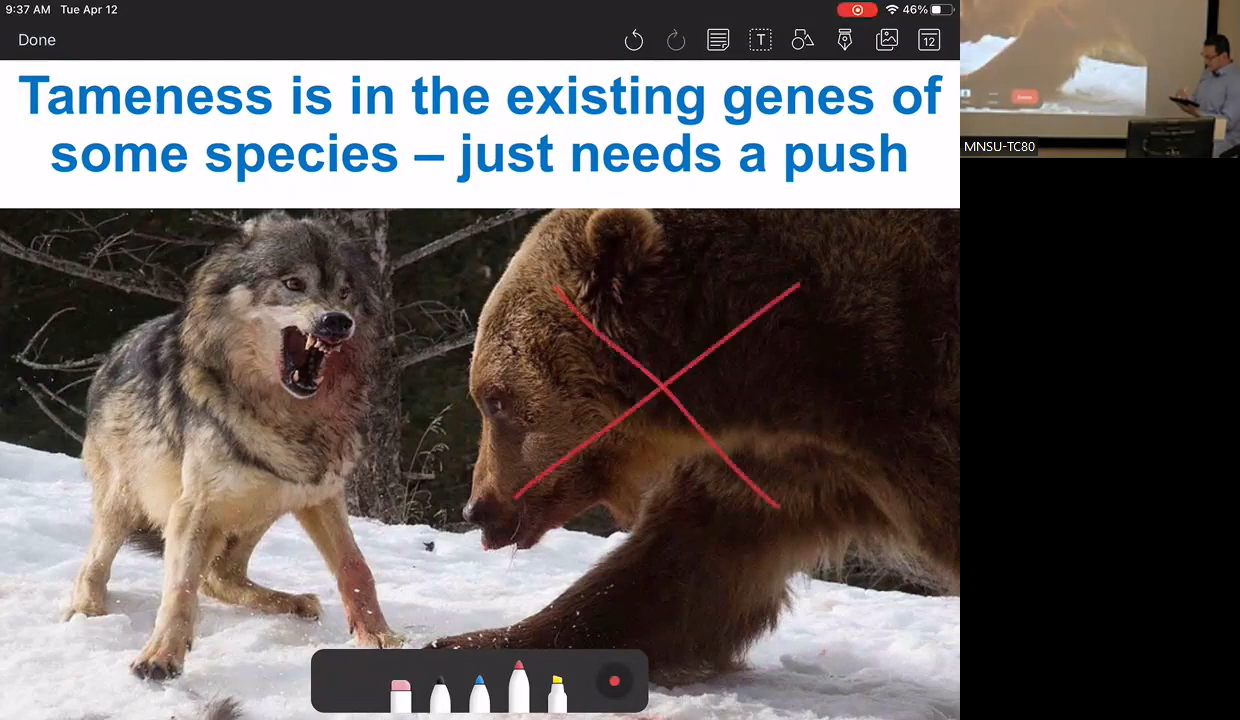 9:37 AM Tue Apr 12
46%
Done
T
12
Tameness is in the existing genes of
some species – just needs a push
MNSU-TC80